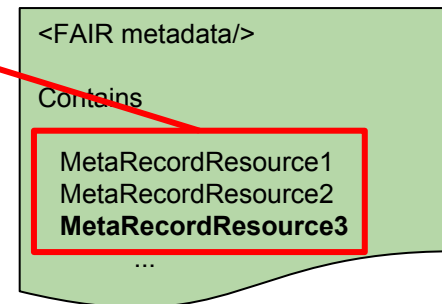 <FAIR metadata/>
Contains
MetaRecordResource1
MetaRecordResource2
MetaRecordResource3
...